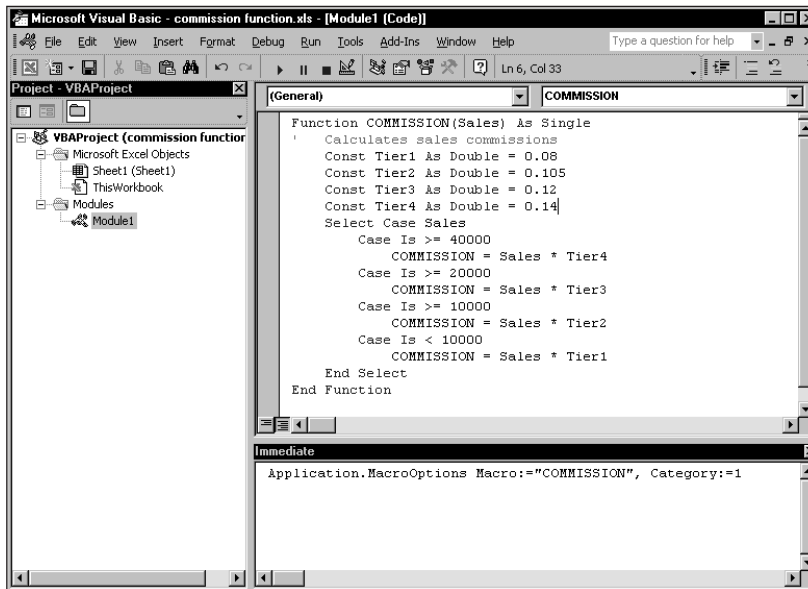 Microsoft Visual Basic - commission function.xls - [Module1 (Code)]
File Edit View Insert Format Debug Run Tools Add-Ins Window Help Type a question for help
Ln 6, Col 33
Project - VBAProject
VBAProject (commission function
Microsoft Excel Objects
Sheet1 (Sheet1)
ThisWorkbook
Modules
Module1
(General) COMMISSION
Function COMMISSION(Sales) As Single
' Calculates sales commissions
Const Tier1 As Double = 0.08
Const Tier2 As Double = 0.105
Const Tier3 As Double = 0.12
Const Tier4 As Double = 0.14
Select Case Sales
Case Is >= 40000
COMMISSION = Sales * Tier4
Case Is >= 20000
COMMISSION = Sales * Tier3
Case Is >= 10000
COMMISSION = Sales * Tier2
Case Is < 10000
COMMISSION = Sales * Tier1
End Select
End Function
Immediate
Application.MacroOptions Macro:="COMMISSION", Category:=1